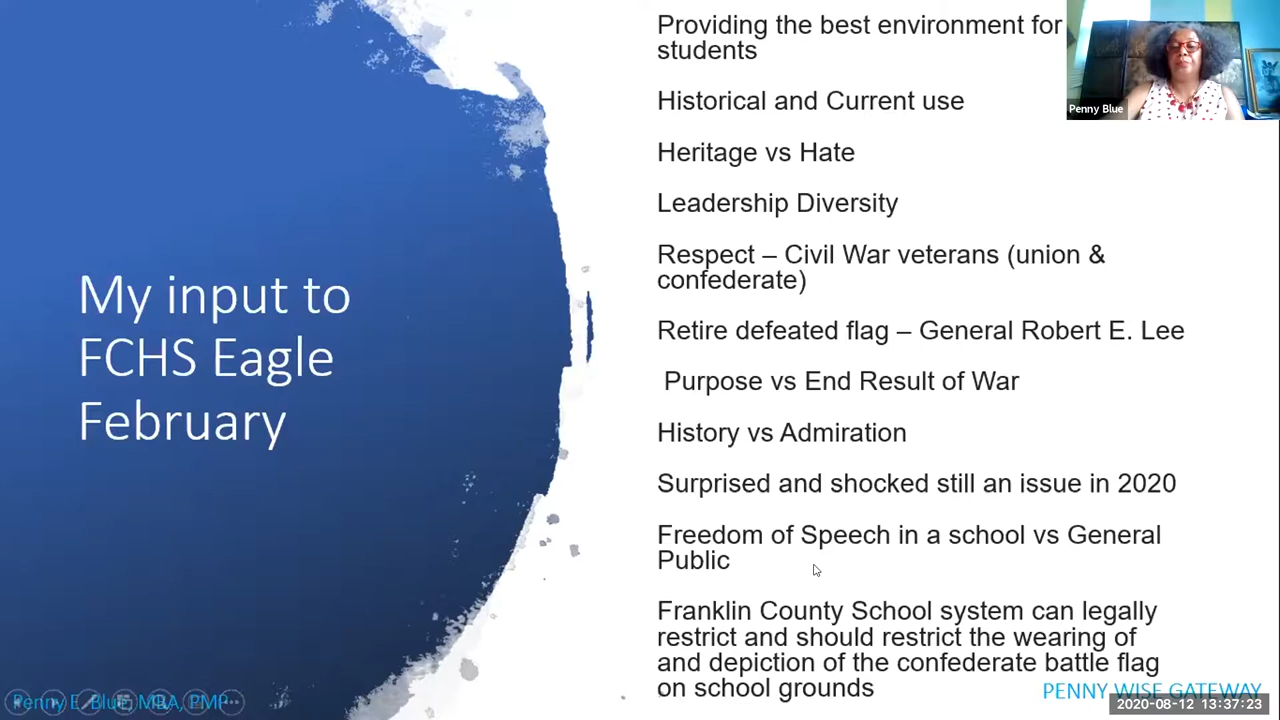 My input to
FCHS Eagle
February
Providing the best environment for
students
Historical and Current use
Heritage vs Hate
Leadership Diversity
Respect – Civil War veterans (union &
confederate)
Retire defeated flag – General Robert E. Lee
Purpose vs End Result of War
History vs Admiration
Surprised and shocked still an issue in 2020
Freedom of Speech in a school vs General
Public
Franklin County School system can legally
restrict and should restrict the wearing of
and depiction of the confederate battle flag
on school grounds
Penny Blue
Penny E. Blue, MBA, PMP
PENNY WISE GATEWAY
2020-08-12 13:37:23